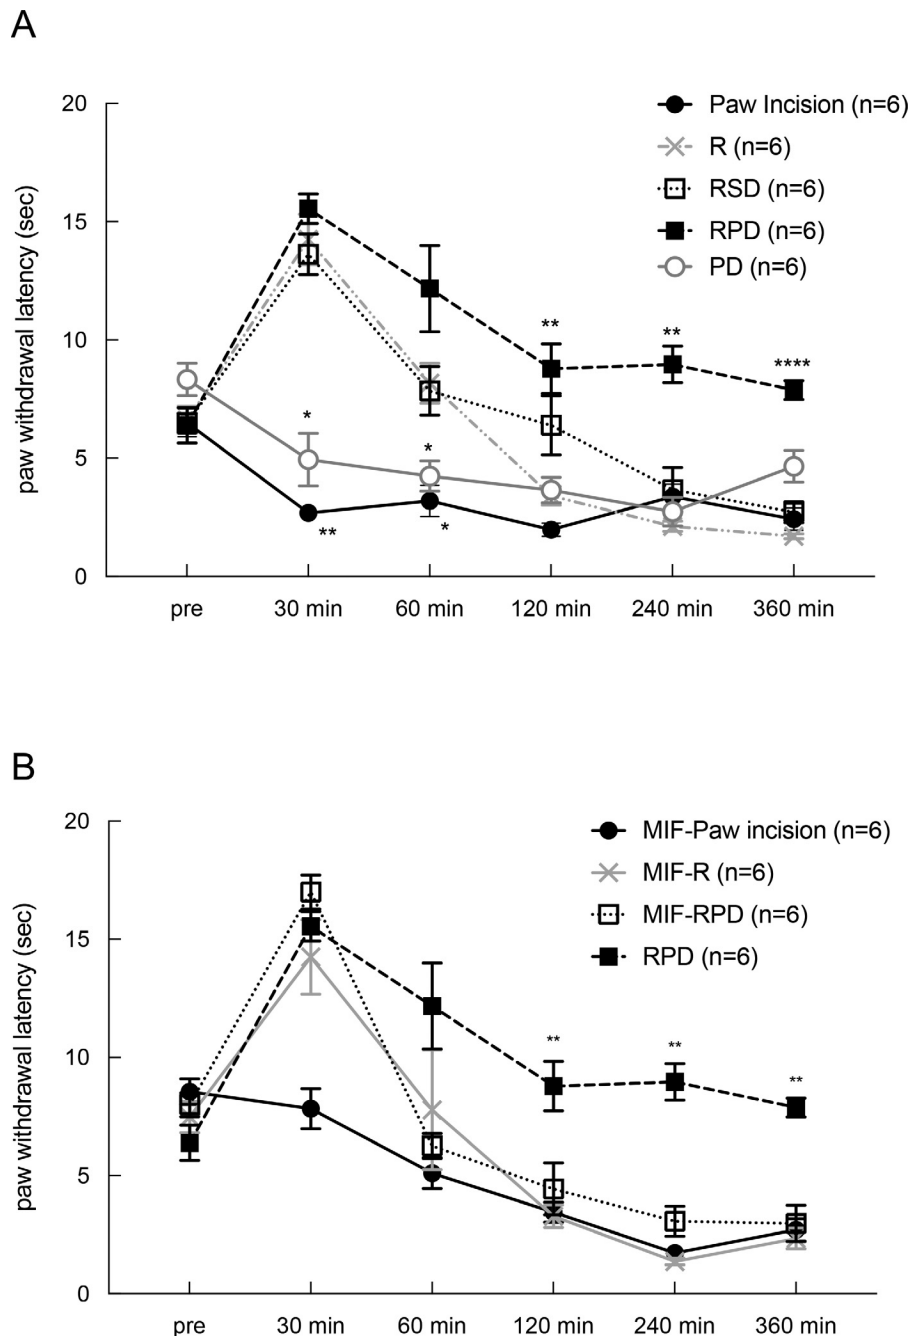 A
paw withdrawal latency (sec)
20
15
10
5
0
Paw Incision (n=6)
R (n=6)
RSD (n=6)
RPD (n=6)
PD (n=6)
**
**
****
*
*
**
*
pre
30 min
60 min
120 min
240 min
360 min
B
paw withdrawal latency (sec)
20
15
10
5
0
MIF-Paw incision (n=6)
MIF-R (n=6)
MIF-RPD (n=6)
RPD (n=6)
**
**
**
pre
30 min
60 min
120 min
240 min
360 min